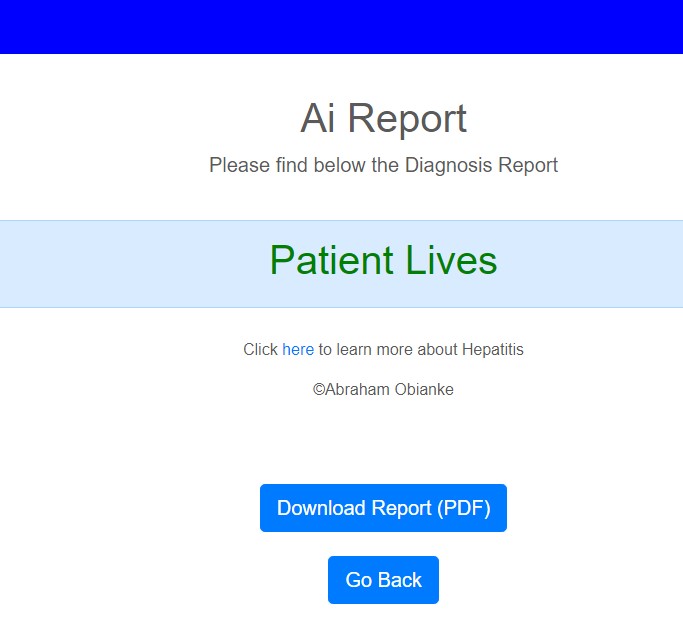 Ai Report
Please find below the Diagnosis Report
Patient Lives
Click here to learn more about Hepatitis
©Abraham Obianke
Download Report (PDF)
Go Back